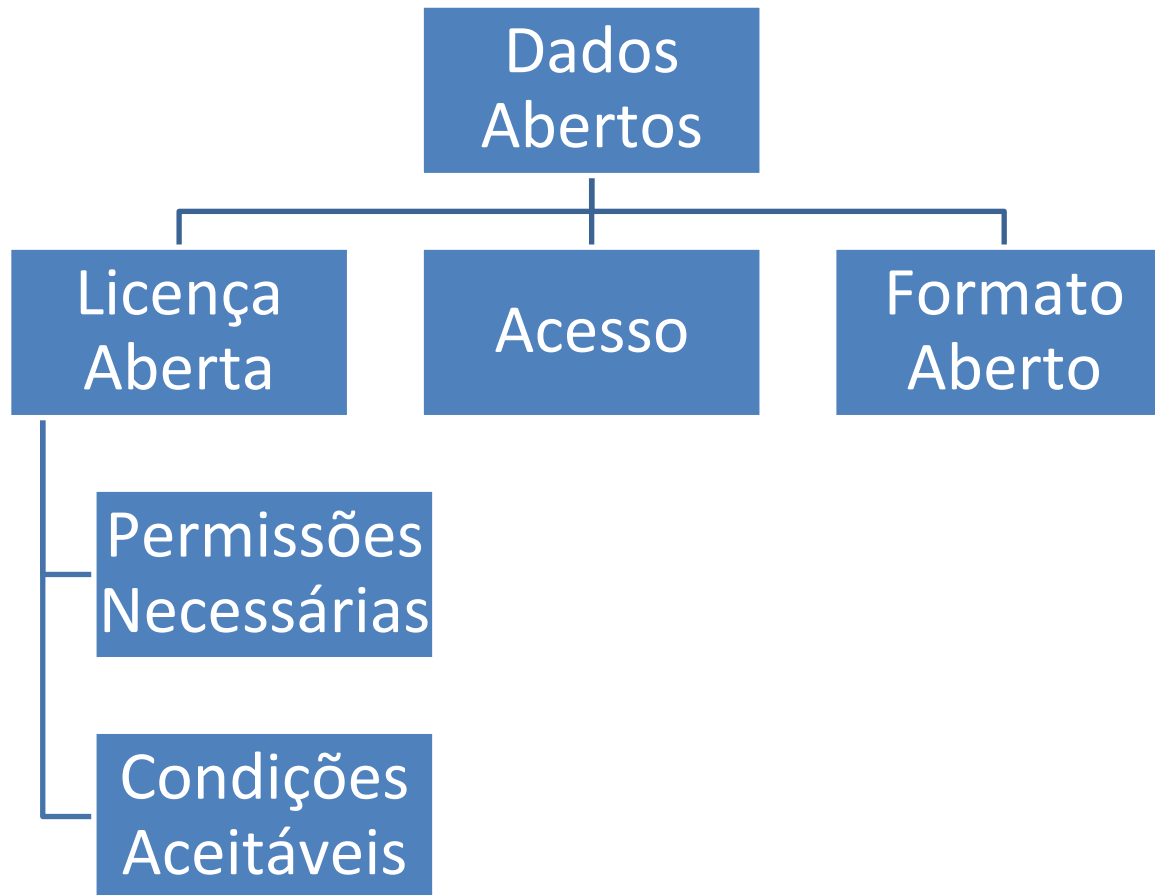 Dados
Abertos
Licença
Aberta
Acesso
Formato
Aberto
Permissões
Necessárias
Condições
Aceitáveis